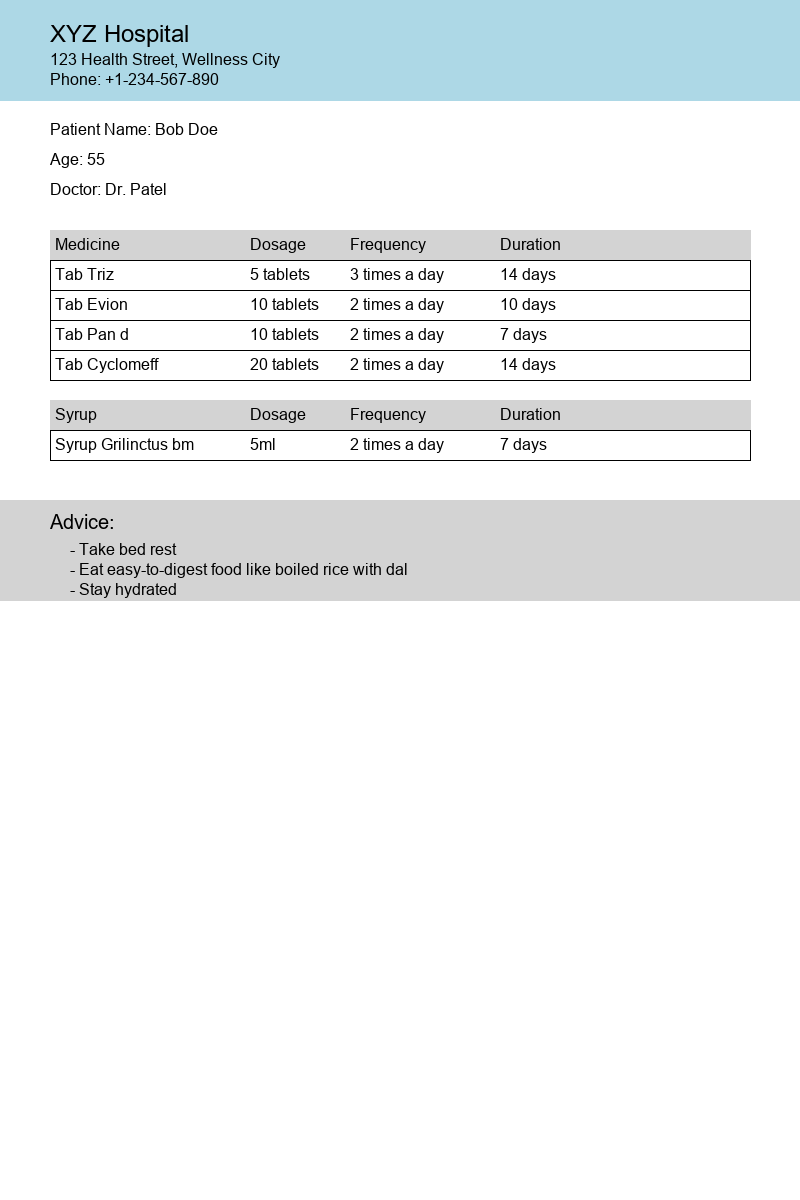 XYZ Hospital
123 Health Street, Wellness City
Phone: +1-234-567-890
Patient Name: Bob Doe
Age: 55
Doctor: Dr. Patel
Medicine Dosage Frequency Duration
Tab Triz 5 tablets 3 times a day 14 days
Tab Evion 10 tablets 2 times a day 10 days
Tab Pan d 10 tablets 2 times a day 7 days
Tab Cyclomeff 20 tablets 2 times a day 14 days
Syrup Dosage Frequency Duration
Syrup Grilinctus bm 5ml 2 times a day 7 days
Advice:
- Take bed rest
- Eat easy-to-digest food like boiled rice with dal
- Stay hydrated